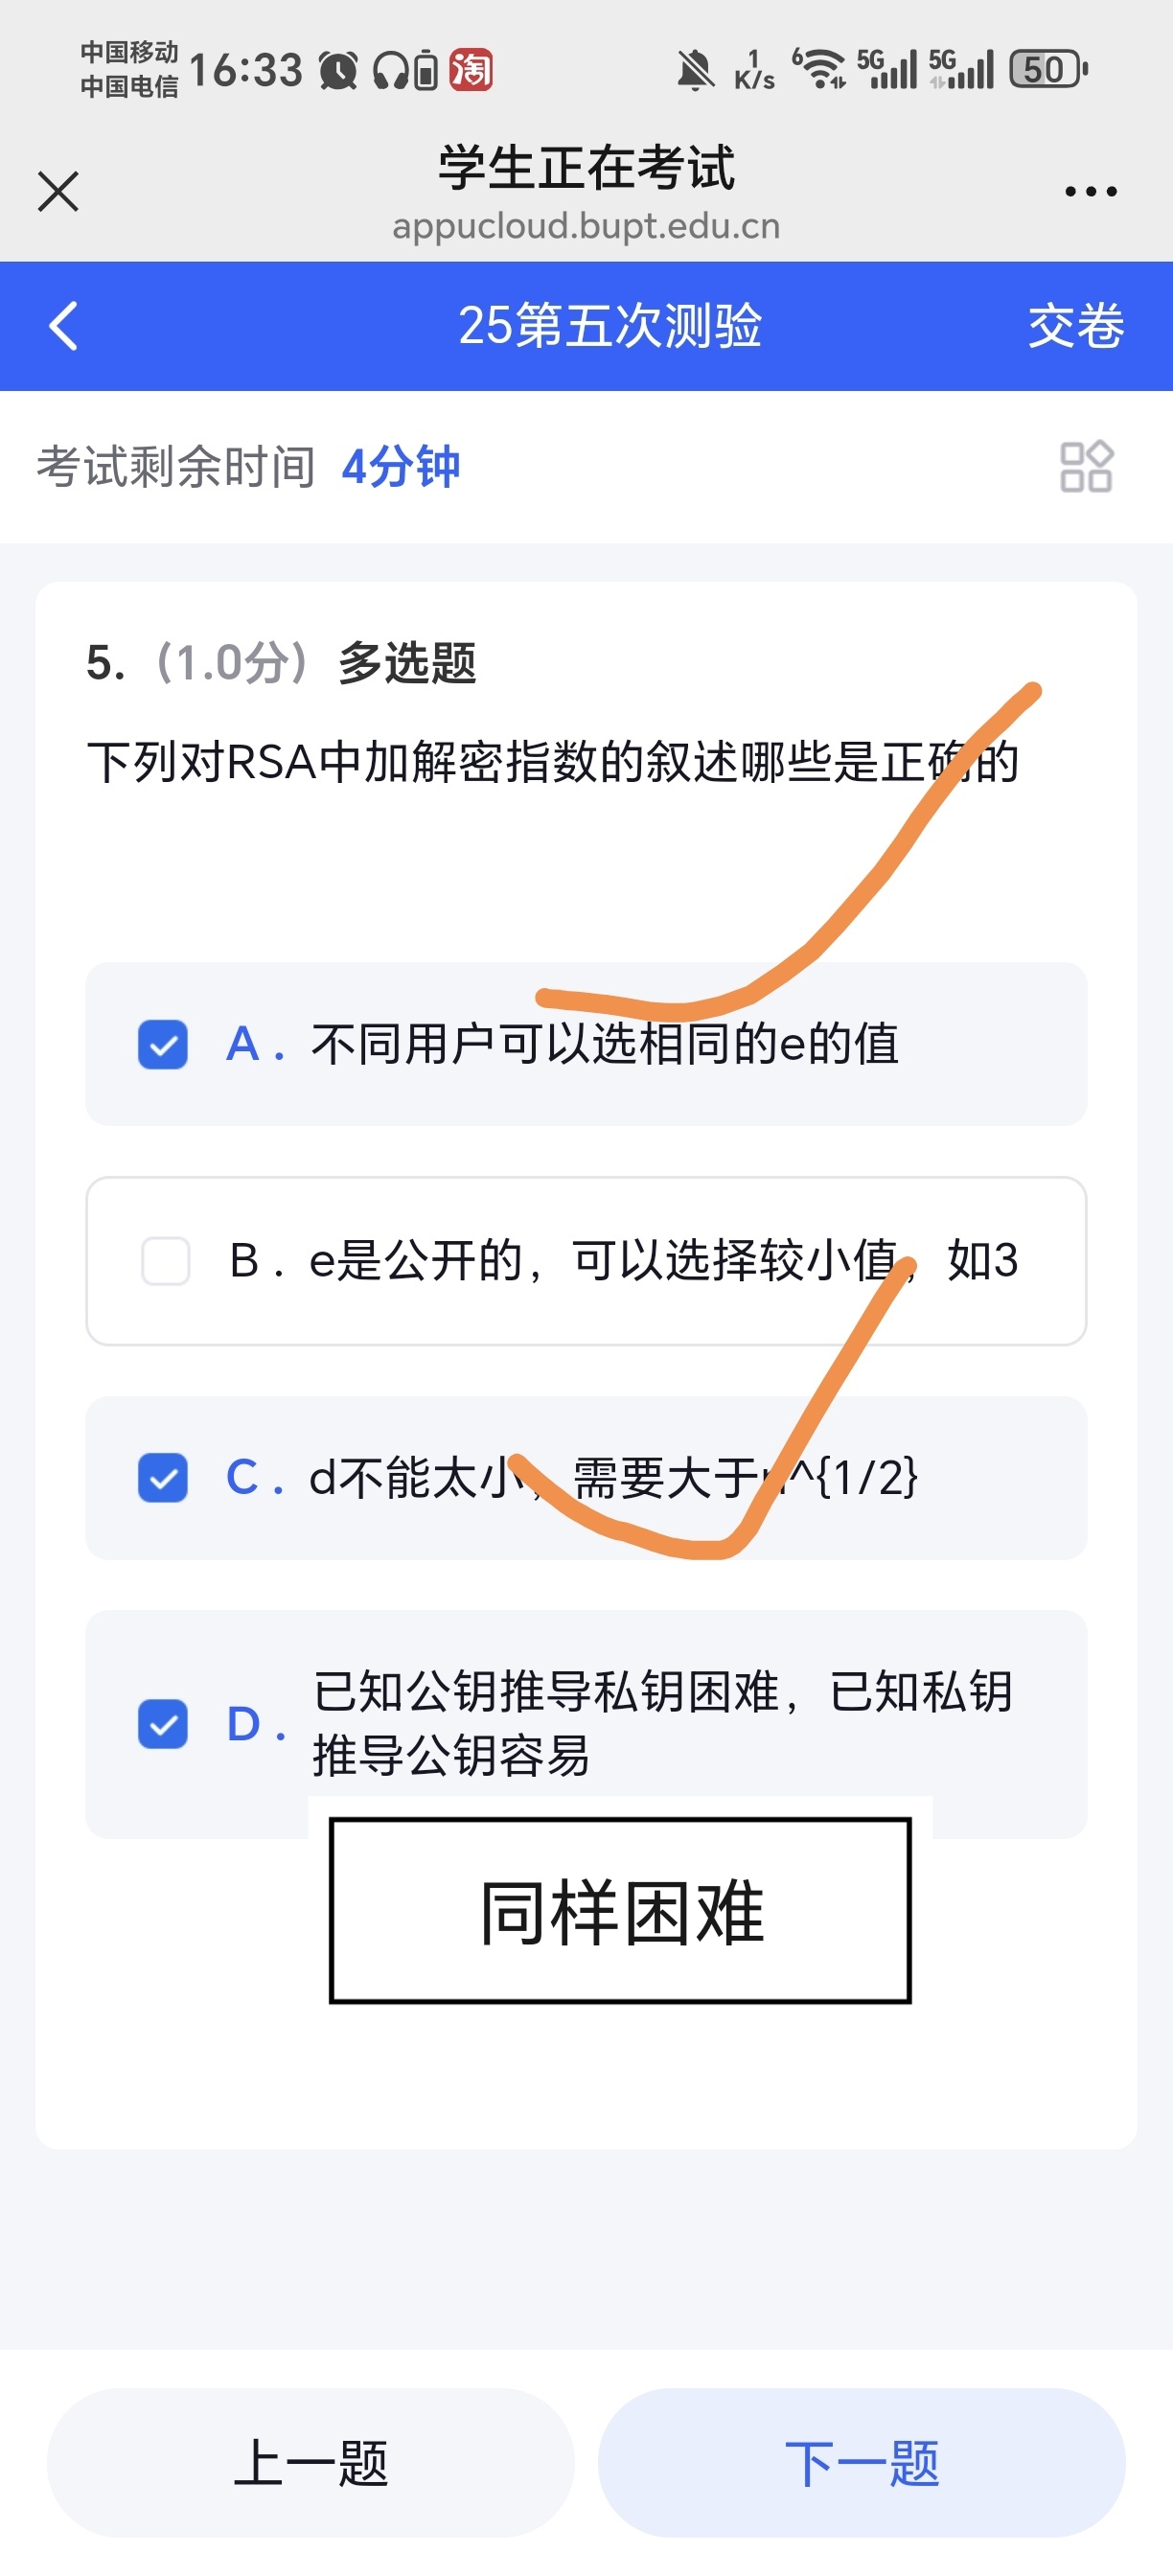 中国移动
中国电信
16:33
淘
1
K/s
6
5G
5G
50
学生正在考试
appucloud.bupt.edu.cn
25第五次测验
交卷
考试剩余时间 4分钟
5. (1.0分) 多选题
下列对RSA中加解密指数的叙述哪些是正确的
A. 不同用户可以选相同的e的值
B. e是公开的，可以选择较小值，如3
C. d不能太小，需要大于n^{1/2}
D. 已知公钥推导私钥困难，已知私钥
推导公钥容易
同样困难
上一题
下一题